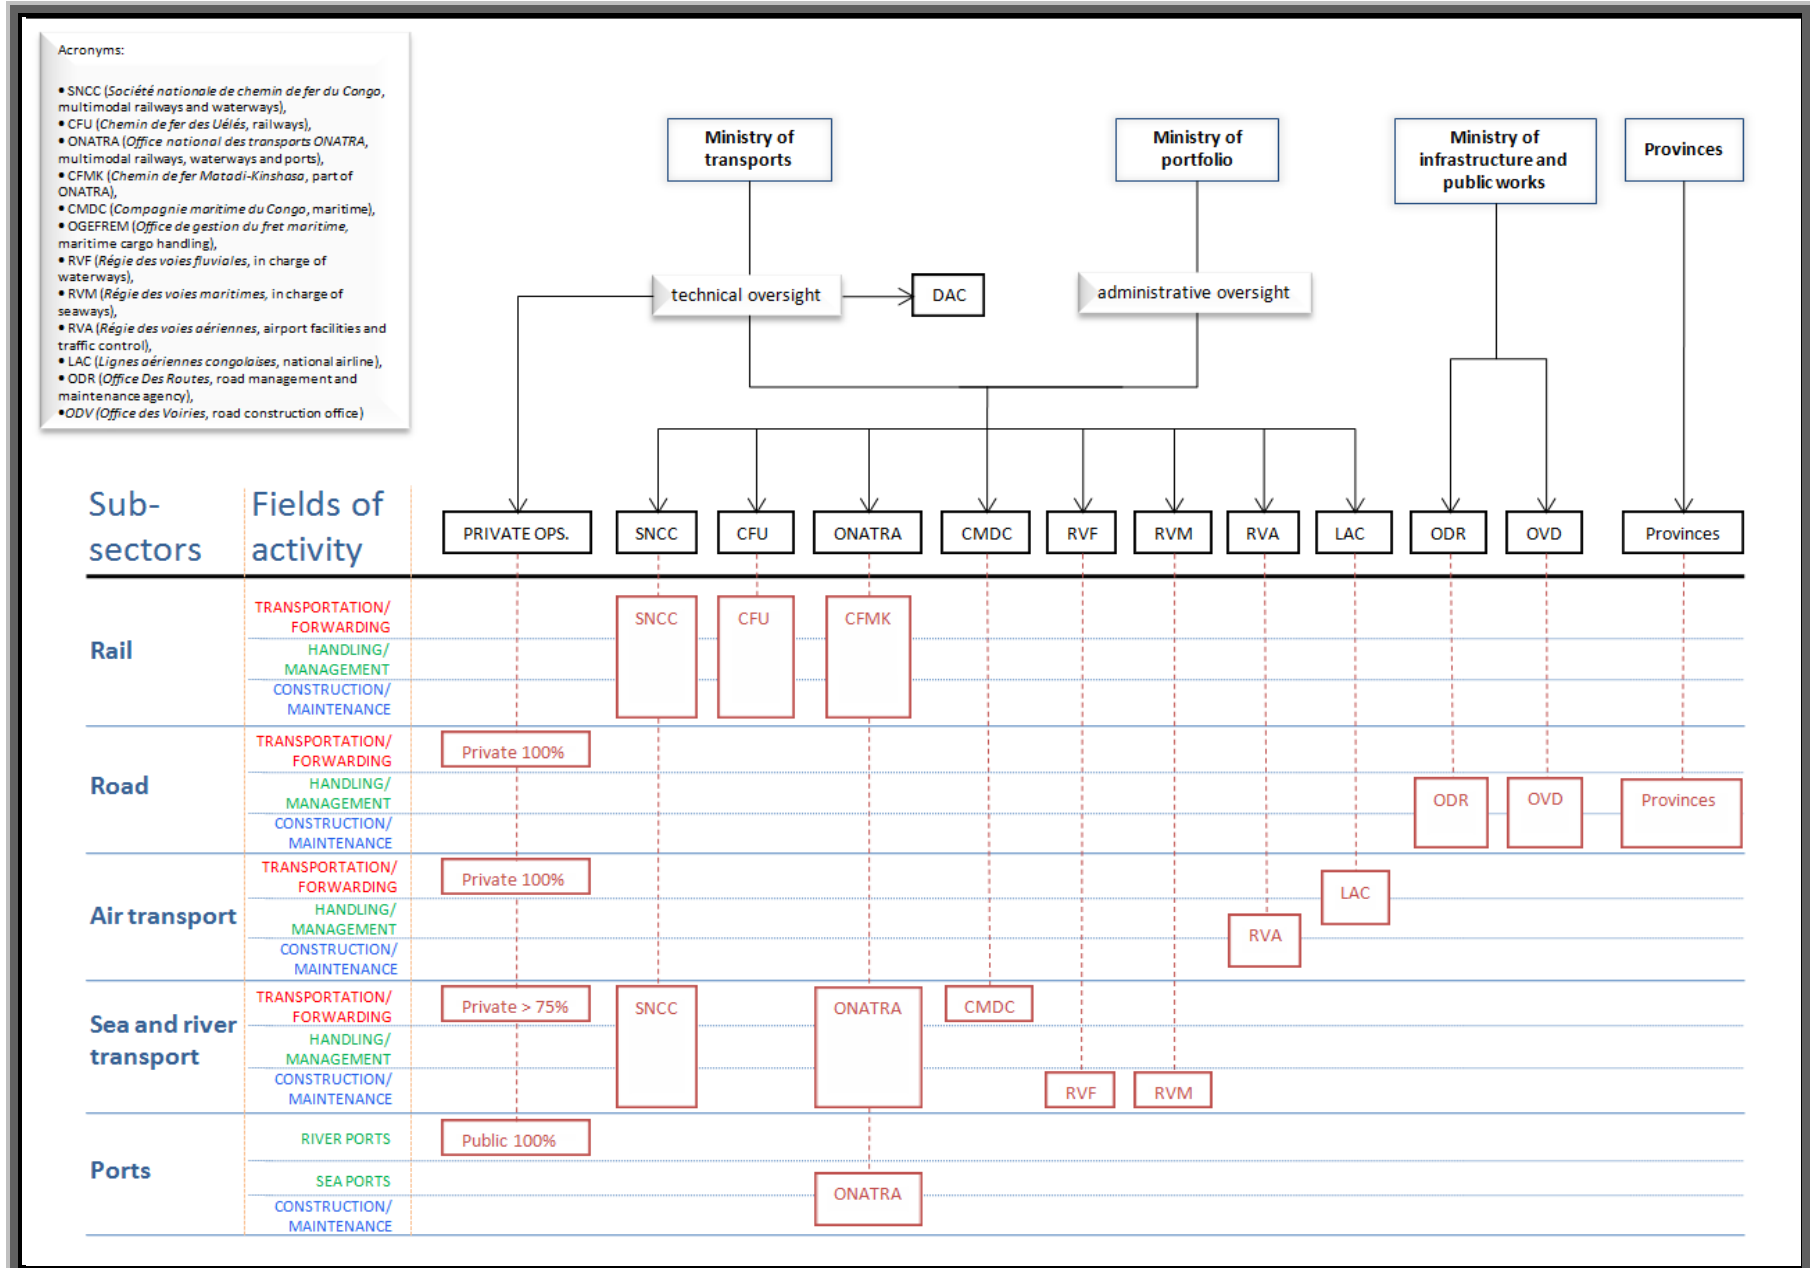 Acronyms:
• SNCC (Société nationale de chemin de fer du Congo,
multimodal railways and waterways),
• CFU (Chemin de fer des Uélés, railways),
• ONATRA (Office national des transports ONATRA,
multimodal railways, waterways and ports),
• CFMK (Chemin de fer Matadi-Kinshasa, part of
ONATRA),
• CMDC (Compagnie maritime du Congo, maritime),
• OGEFREM (Office de gestion du fret maritime,
maritime cargo handling),
• RVF (Régie des voies fluviales, in charge of
waterways),
• RVM (Régie des voies maritimes, in charge of
seaways),
• RVA (Régie des voies aériennes, airport facilities and
traffic control),
• LAC (Lignes aériennes congolaises, national airline),
• ODR (Office Des Routes, road management and
maintenance agency),
•ODV (Office des Voiries, road construction office)
Ministry of
transports
Ministry of
portfolio
Ministry of
infrastructure and
public works
Provinces
technical oversight
DAC
administrative oversight
Sub-
sectors
Fields of
activity
PRIVATE OPS.
SNCC
CFU
ONATRA
CMDC
RVF
RVM
RVA
LAC
ODR
OVD
Provinces
Rail
TRANSPORTATION/
FORWARDING
HANDLING/
MANAGEMENT
CONSTRUCTION/
MAINTENANCE
SNCC
CFU
CFMK
Road
TRANSPORTATION/
FORWARDING
HANDLING/
MANAGEMENT
CONSTRUCTION/
MAINTENANCE
Private 100%
ODR
OVD
Provinces
Air transport
TRANSPORTATION/
FORWARDING
HANDLING/
MANAGEMENT
CONSTRUCTION/
MAINTENANCE
Private 100%
LAC
RVA
Sea and river
transport
TRANSPORTATION/
FORWARDING
HANDLING/
MANAGEMENT
CONSTRUCTION/
MAINTENANCE
Private > 75%
SNCC
ONATRA
CMDC
RVF
RVM
Ports
RIVER PORTS
SEA PORTS
CONSTRUCTION/
MAINTENANCE
Public 100%
ONATRA